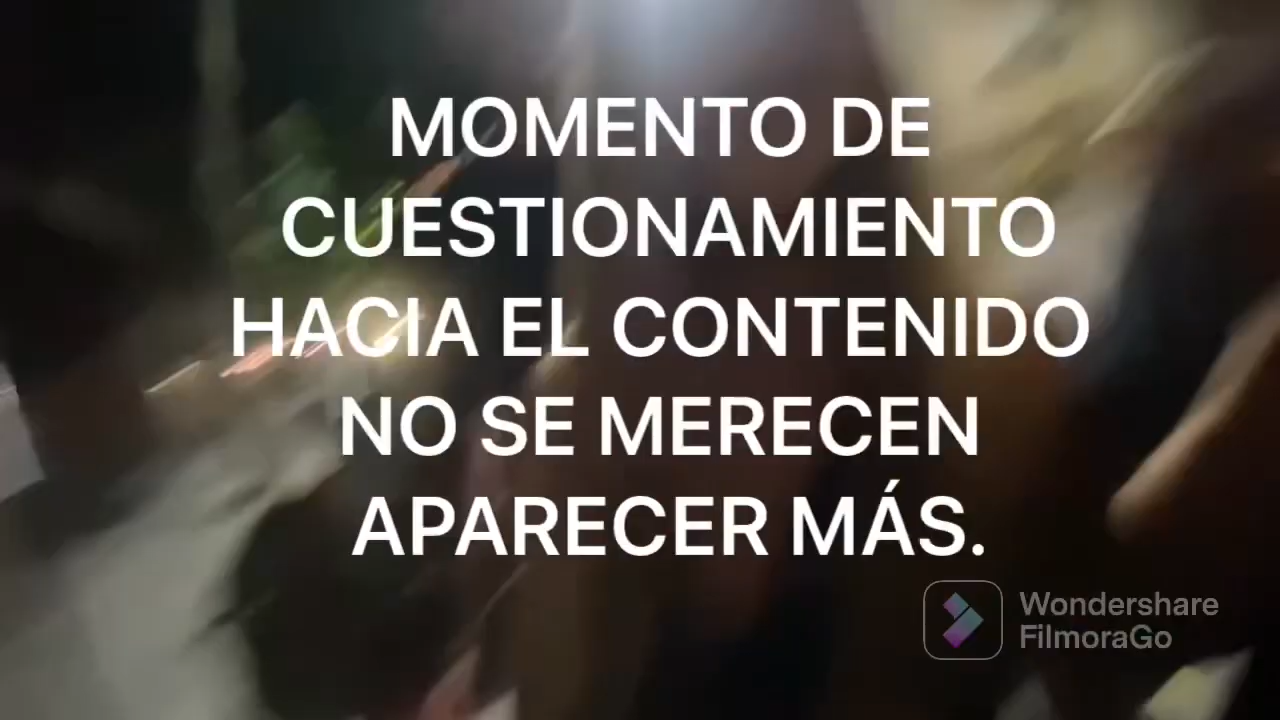 MOMENTO DE
CUESTIONAMIENTO
HACIA EL CONTENIDO
NO SE MERECEN
APARECER MÁS.
Wondershare
FilmoraGo